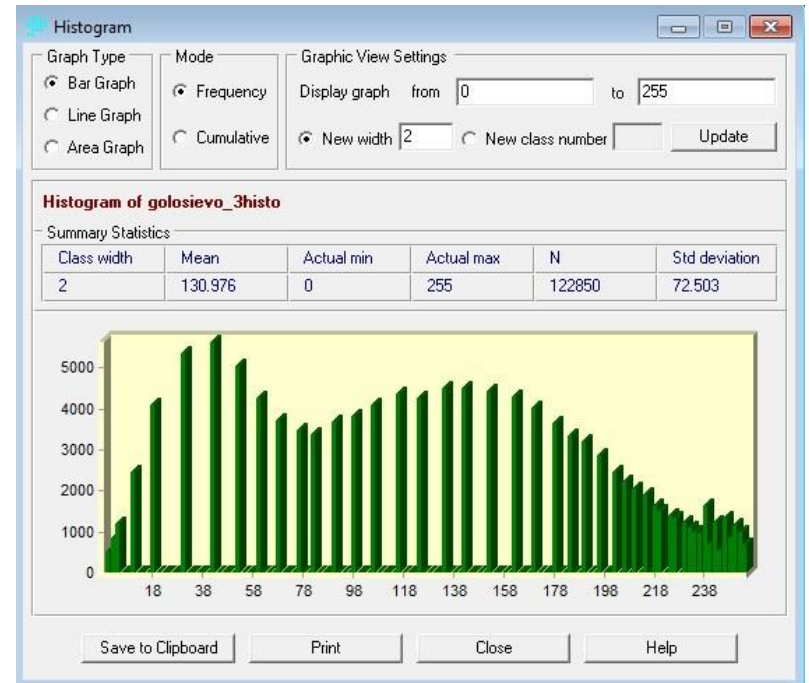 Histogram
Graph Type
Bar Graph
Line Graph
Area Graph
Mode
Frequency
Cumulative
Graphic View Settings
Display graph from 0 to 255
New width 2 New class number Update
Histogram of golosievo_3histo
Summary Statistics
Class width Mean Actual min Actual max N Std deviation
2 130.976 0 255 122850 72.503
5000
4000
3000
2000
1000
0
18 38 58 78 98 118 138 158 178 198 218 238
Save to Clipboard Print Close Help